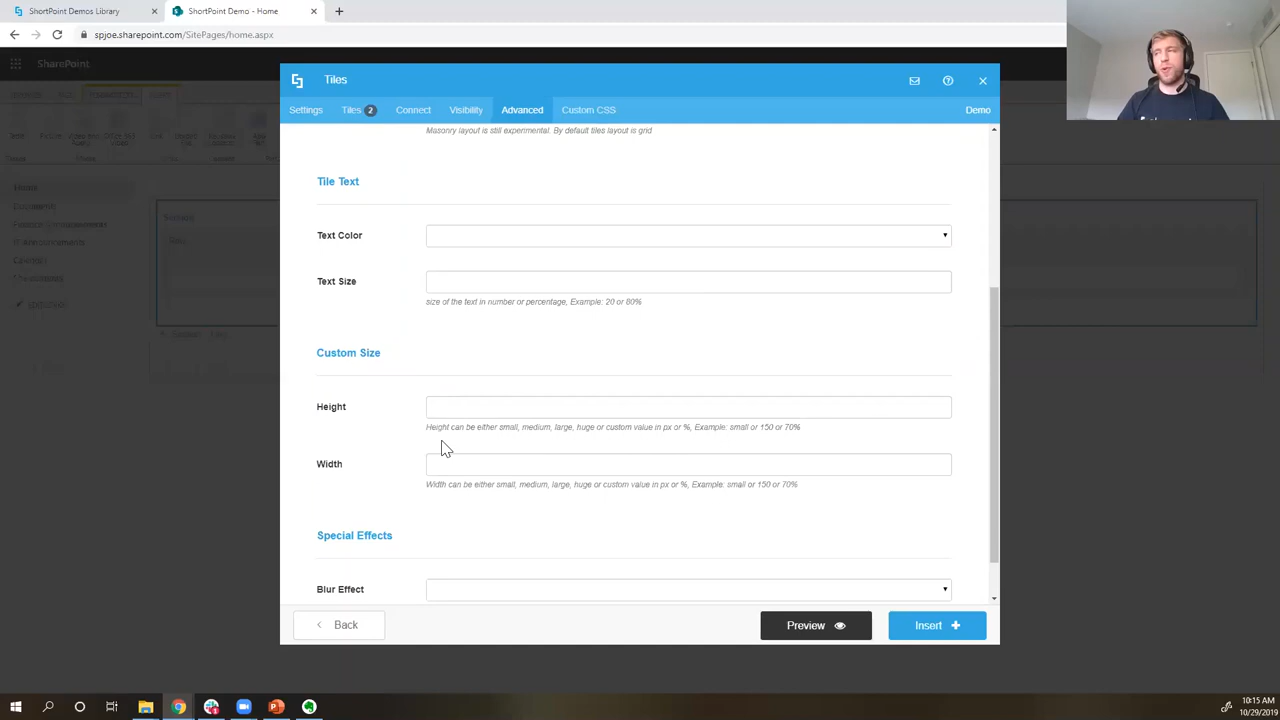 ShortPoint Demos Library
ShortPoint Demo - Home
spjoe.sharepoint.com/SitePages/home.aspx
SharePoint
Tiles
Settings
Tiles 2
Connect
Visibility
Advanced
Custom CSS
Demo
Masonry layout is still experimental. By default tiles layout is grid
Home
Tile Text
Text Color
Text Size
size of the text in number or percentage, Example: 20 or 80%
Custom Size
Height
Height can be either small, medium, large, huge or custom value in px or %, Example: small or 150 or 70%
Width
Width can be either small, medium, large, huge or custom value in px or %, Example: small or 150 or 70%
Special Effects
Blur Effect
Back
Preview
Insert
10:15 AM
10/29/2019